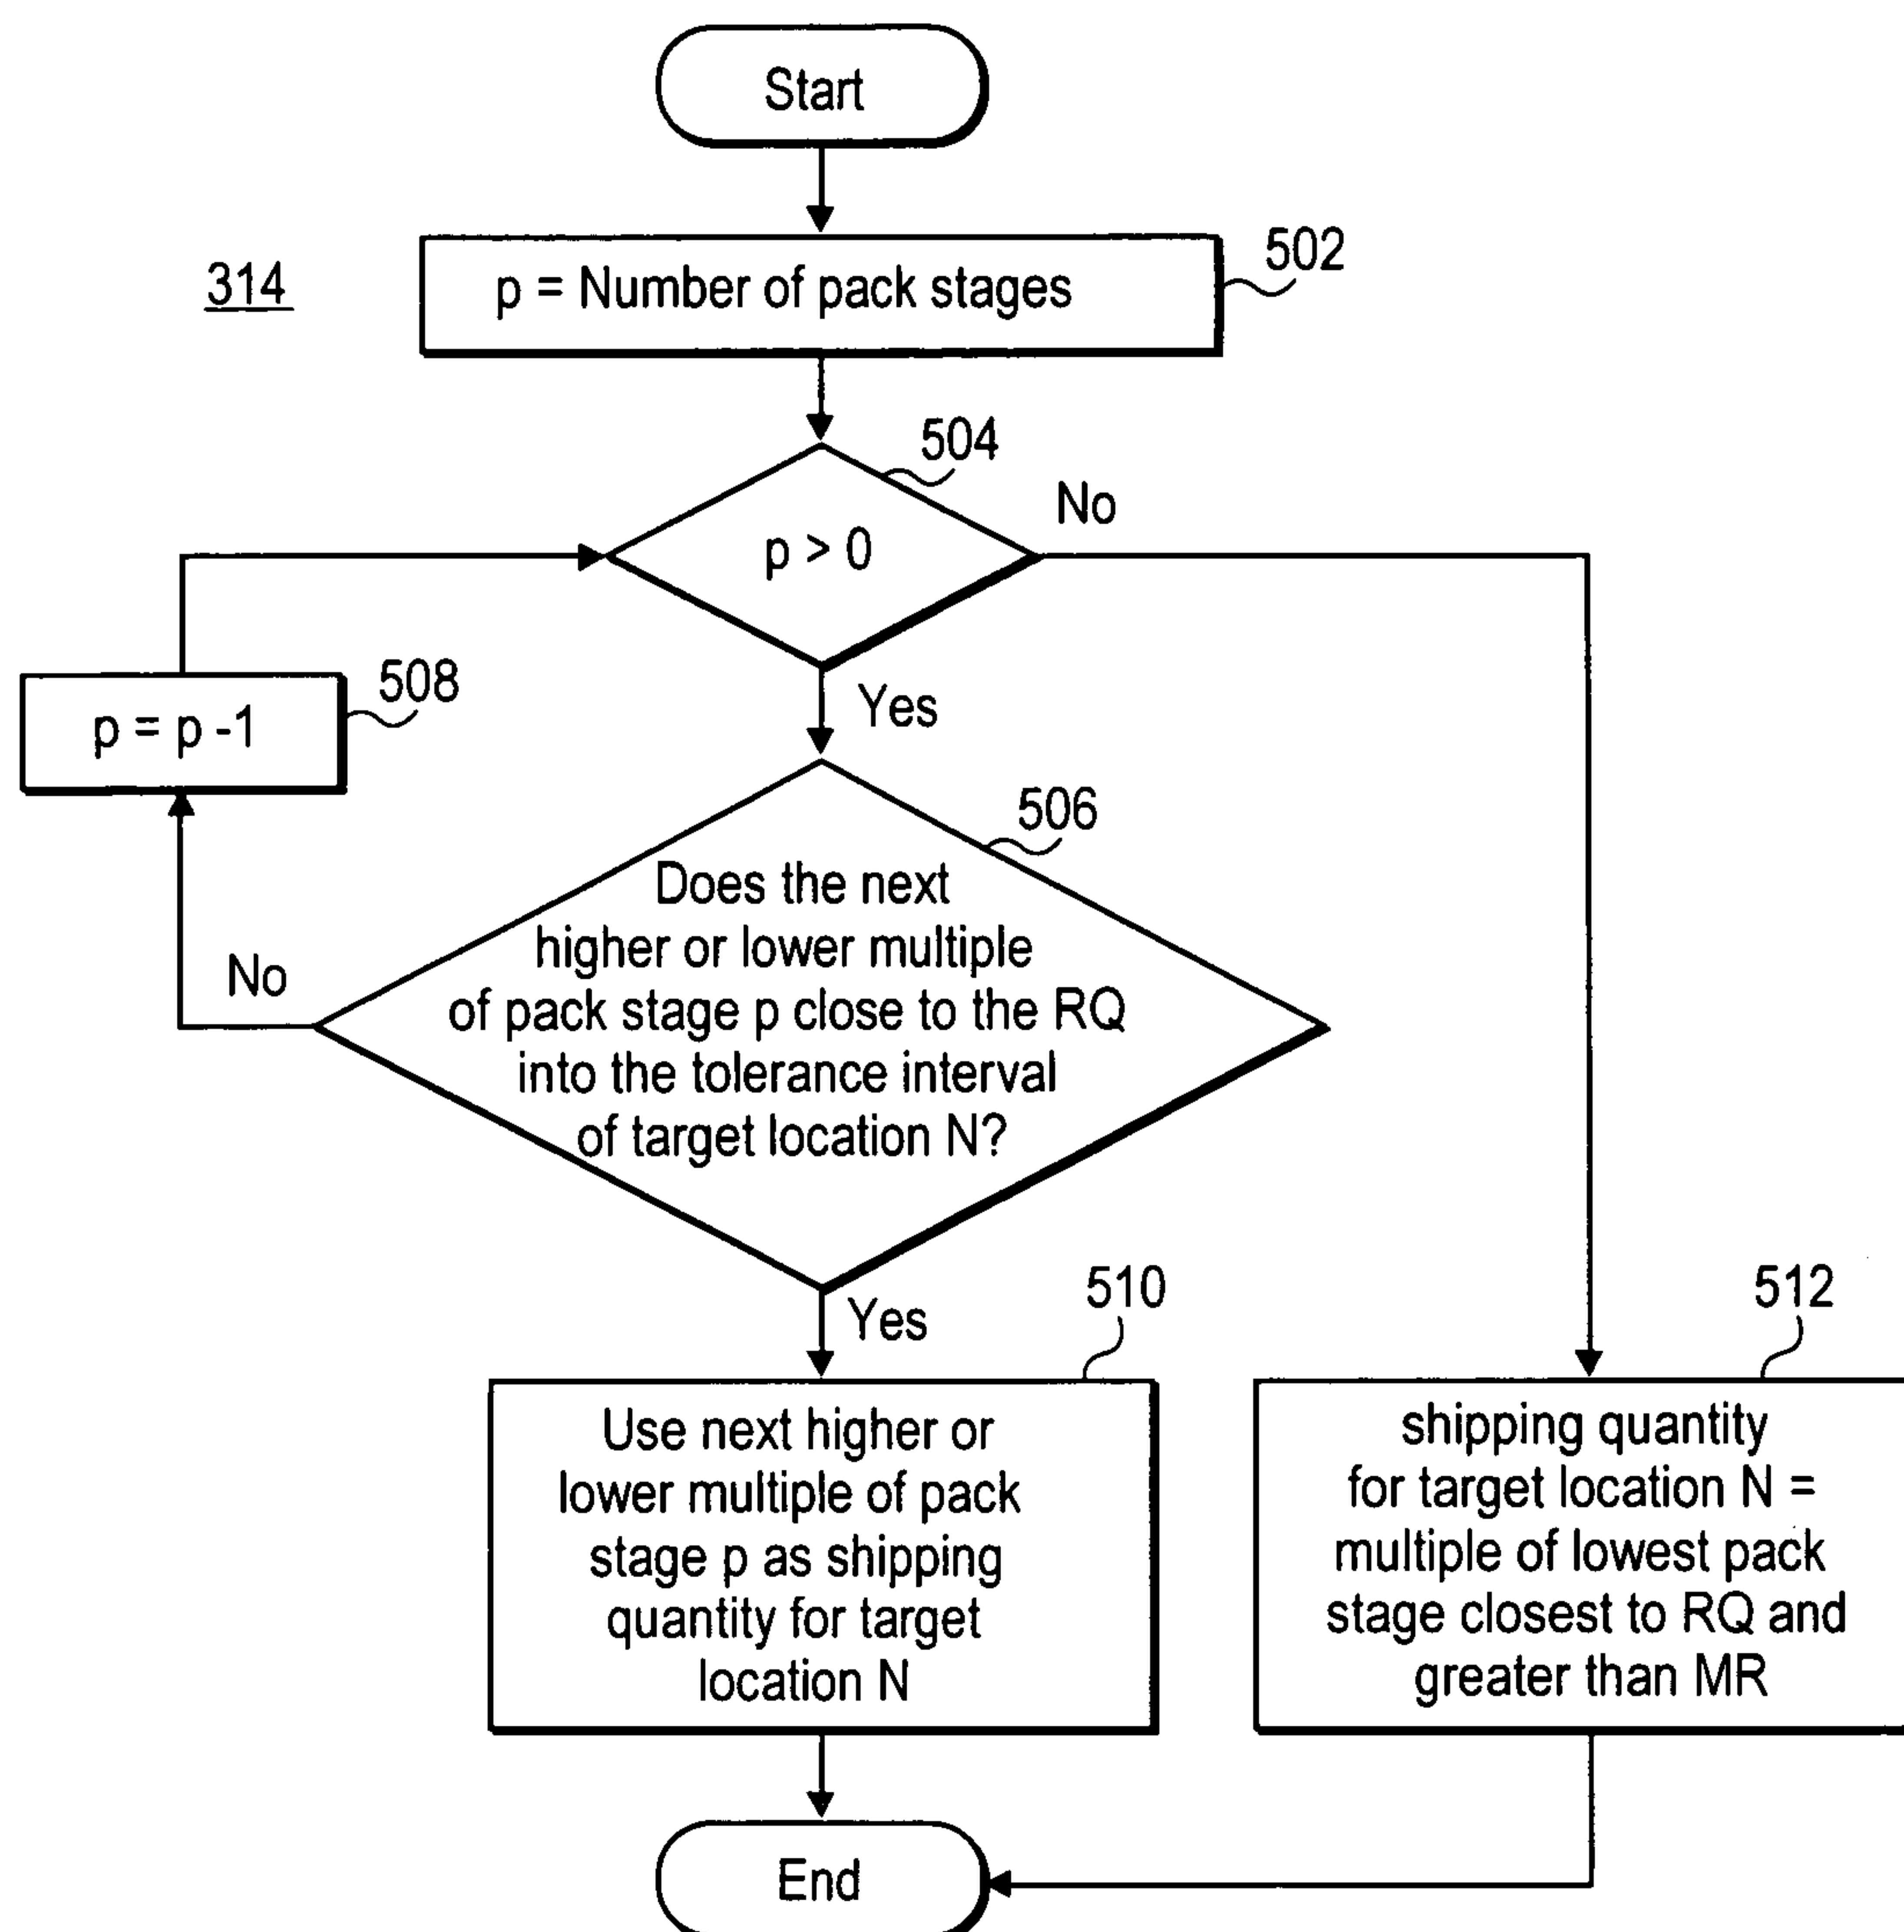 Start
314
p = Number of pack stages
502
504
p > 0
No
Yes
508
p = p -1
506
Does the next
higher or lower multiple
of pack stage p close to the RQ
into the tolerance interval
of target location N?
No
Yes
510
Use next higher or
lower multiple of pack
stage p as shipping
quantity for target
location N
512
shipping quantity
for target location N =
multiple of lowest pack
stage closest to RQ and
greater than MR
End